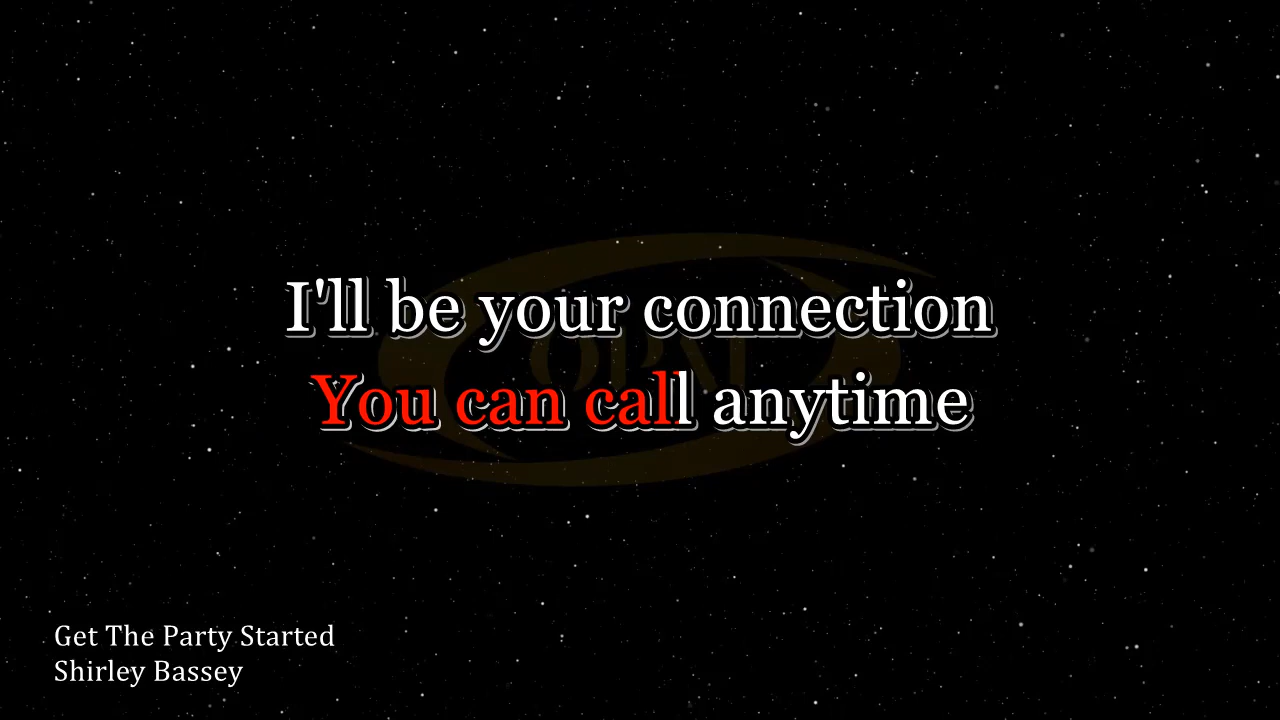 I'll be your connection
You can call anytime
Get The Party Started
Shirley Bassey